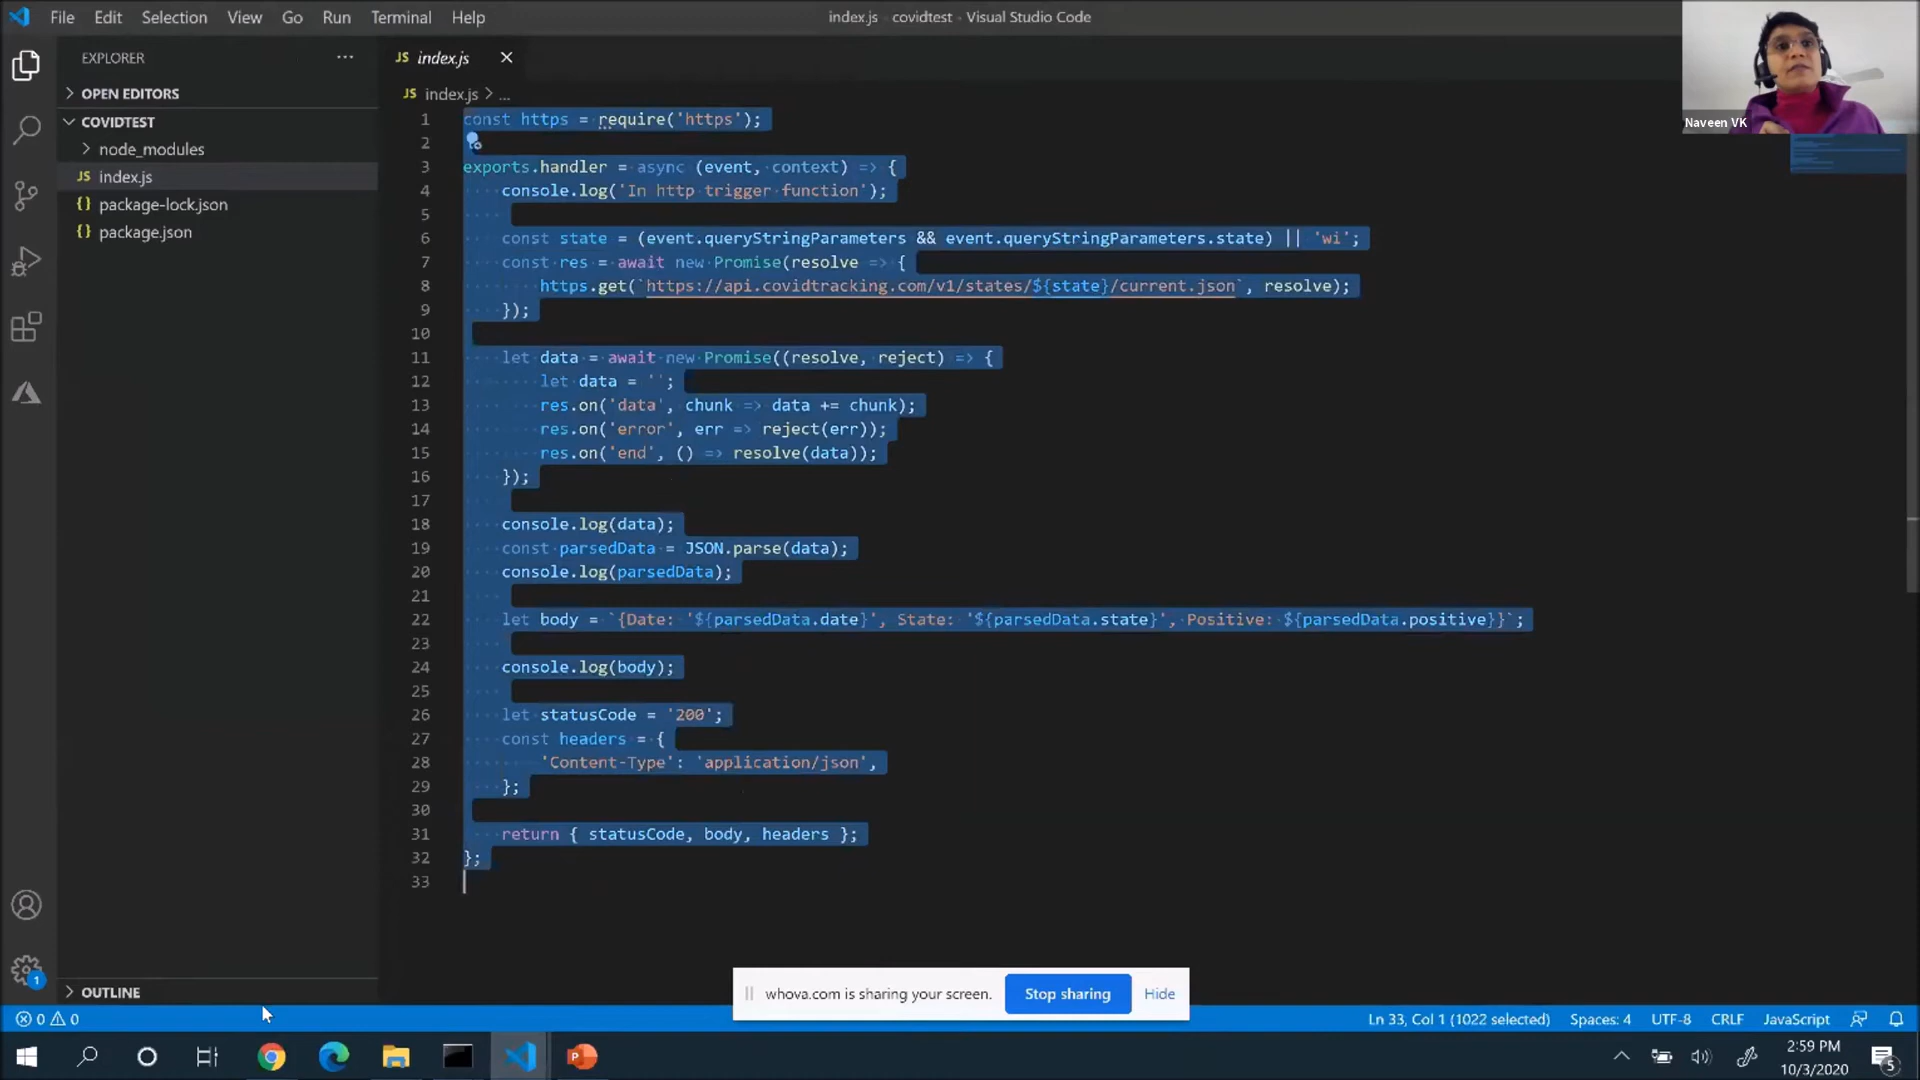 File Edit Selection View Go Run Terminal Help
index.js - covidtest - Visual Studio Code
Naveen VK
EXPLORER
OPEN EDITORS
COVIDTEST
node_modules
JS index.js
{} package-lock.json
{} package.json
OUTLINE
JS index.js
JS index.js > ...
1 const https = require('https');
2
3 exports.handler = async (event, context) => {
4 console.log('In http trigger function');
5
6 const state = (event.queryStringParameters && event.queryStringParameters.state) || 'wi';
7 const res = await new Promise(resolve => {
8 https.get(`https://api.covidtracking.com/v1/states/${state}/current.json`, resolve);
9 });
10
11 let data = await new Promise((resolve, reject) => {
12 let data = '';
13 res.on('data', chunk => data += chunk);
14 res.on('error', err => reject(err));
15 res.on('end', () => resolve(data));
16 });
17
18 console.log(data);
19 const parsedData = JSON.parse(data);
20 console.log(parsedData);
21
22 let body = `{Date: '${parsedData.date}', State: '${parsedData.state}', Positive: ${parsedData.positive}}`;
23
24 console.log(body);
25
26 let statusCode = '200';
27 const headers = {
28 'Content-Type': 'application/json',
29 };
30
31 return { statusCode, body, headers };
32 };
33
whova.com is sharing your screen. Stop sharing Hide
1
0 0
Ln 33, Col 1 (1022 selected) Spaces: 4 UTF-8 CRLF JavaScript
2:59 PM
10/3/2020
5